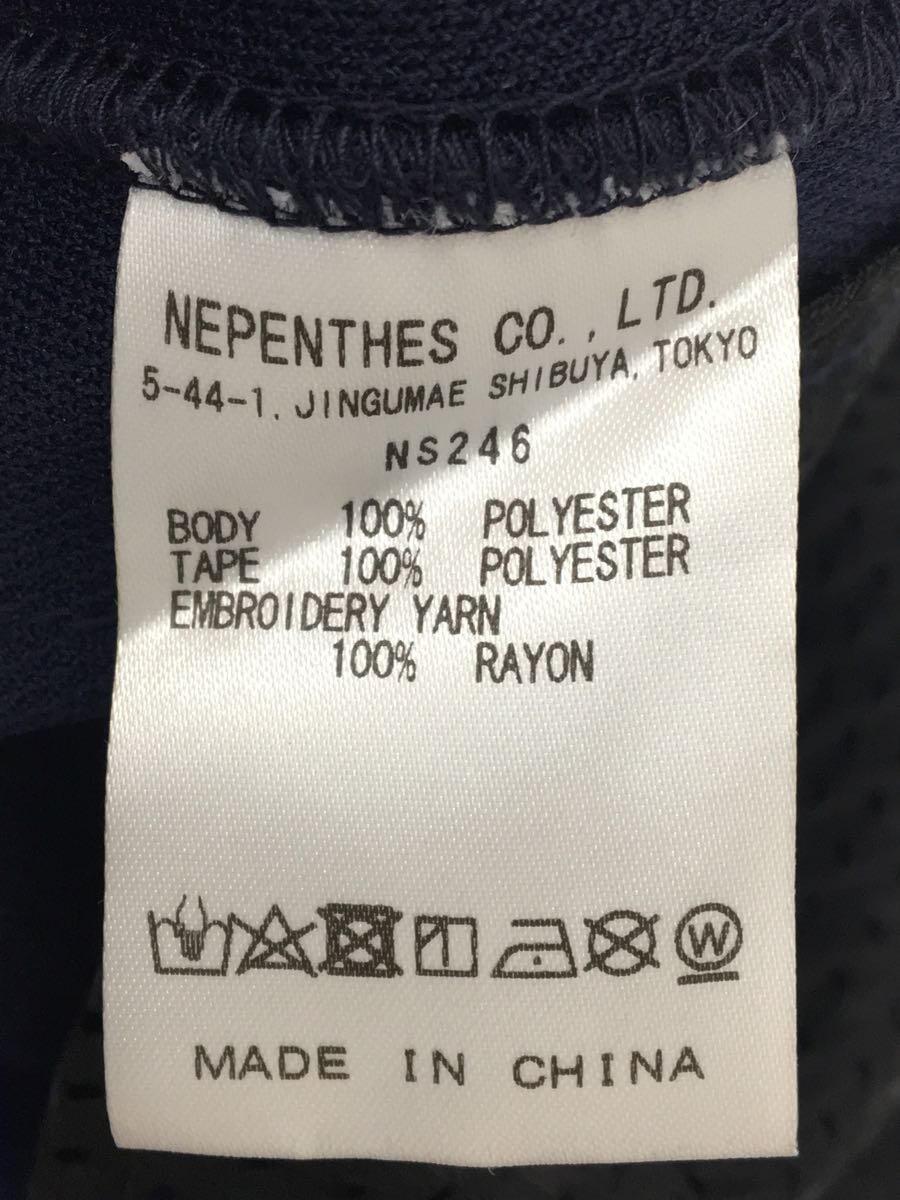 NEPENTHES CO., LTD.
5-44-1, JINGUMAE SHIBUYA, TOKYO
NS246
BODY 100% POLYESTER
TAPE 100% POLYESTER
EMBROIDERY YARN
100% RAYON
W
MADE IN CHINA